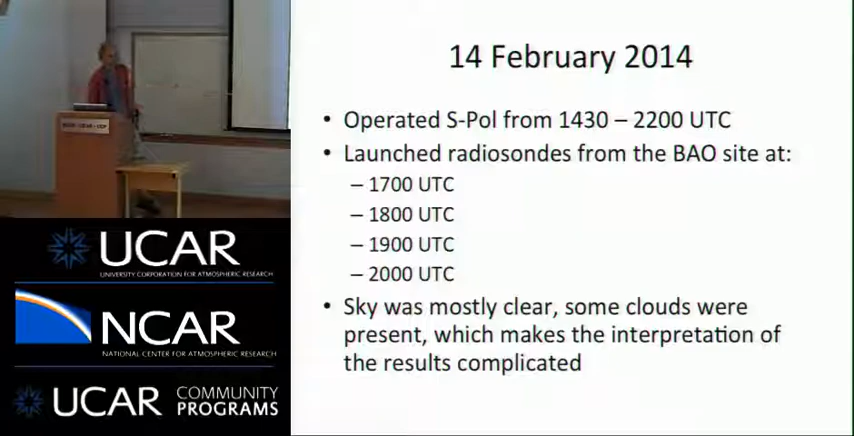 14 February 2014
• Operated S-Pol from 1430 – 2200 UTC
• Launched radiosondes from the BAO site at:
– 1700 UTC
– 1800 UTC
– 1900 UTC
– 2000 UTC
• Sky was mostly clear, some clouds were
present, which makes the interpretation of
the results complicated
UCAR
UNIVERSITY CORPORATION FOR ATMOSPHERIC RESEARCH
NCAR
NATIONAL CENTER FOR ATMOSPHERIC RESEARCH
UCAR COMMUNITY
PROGRAMS